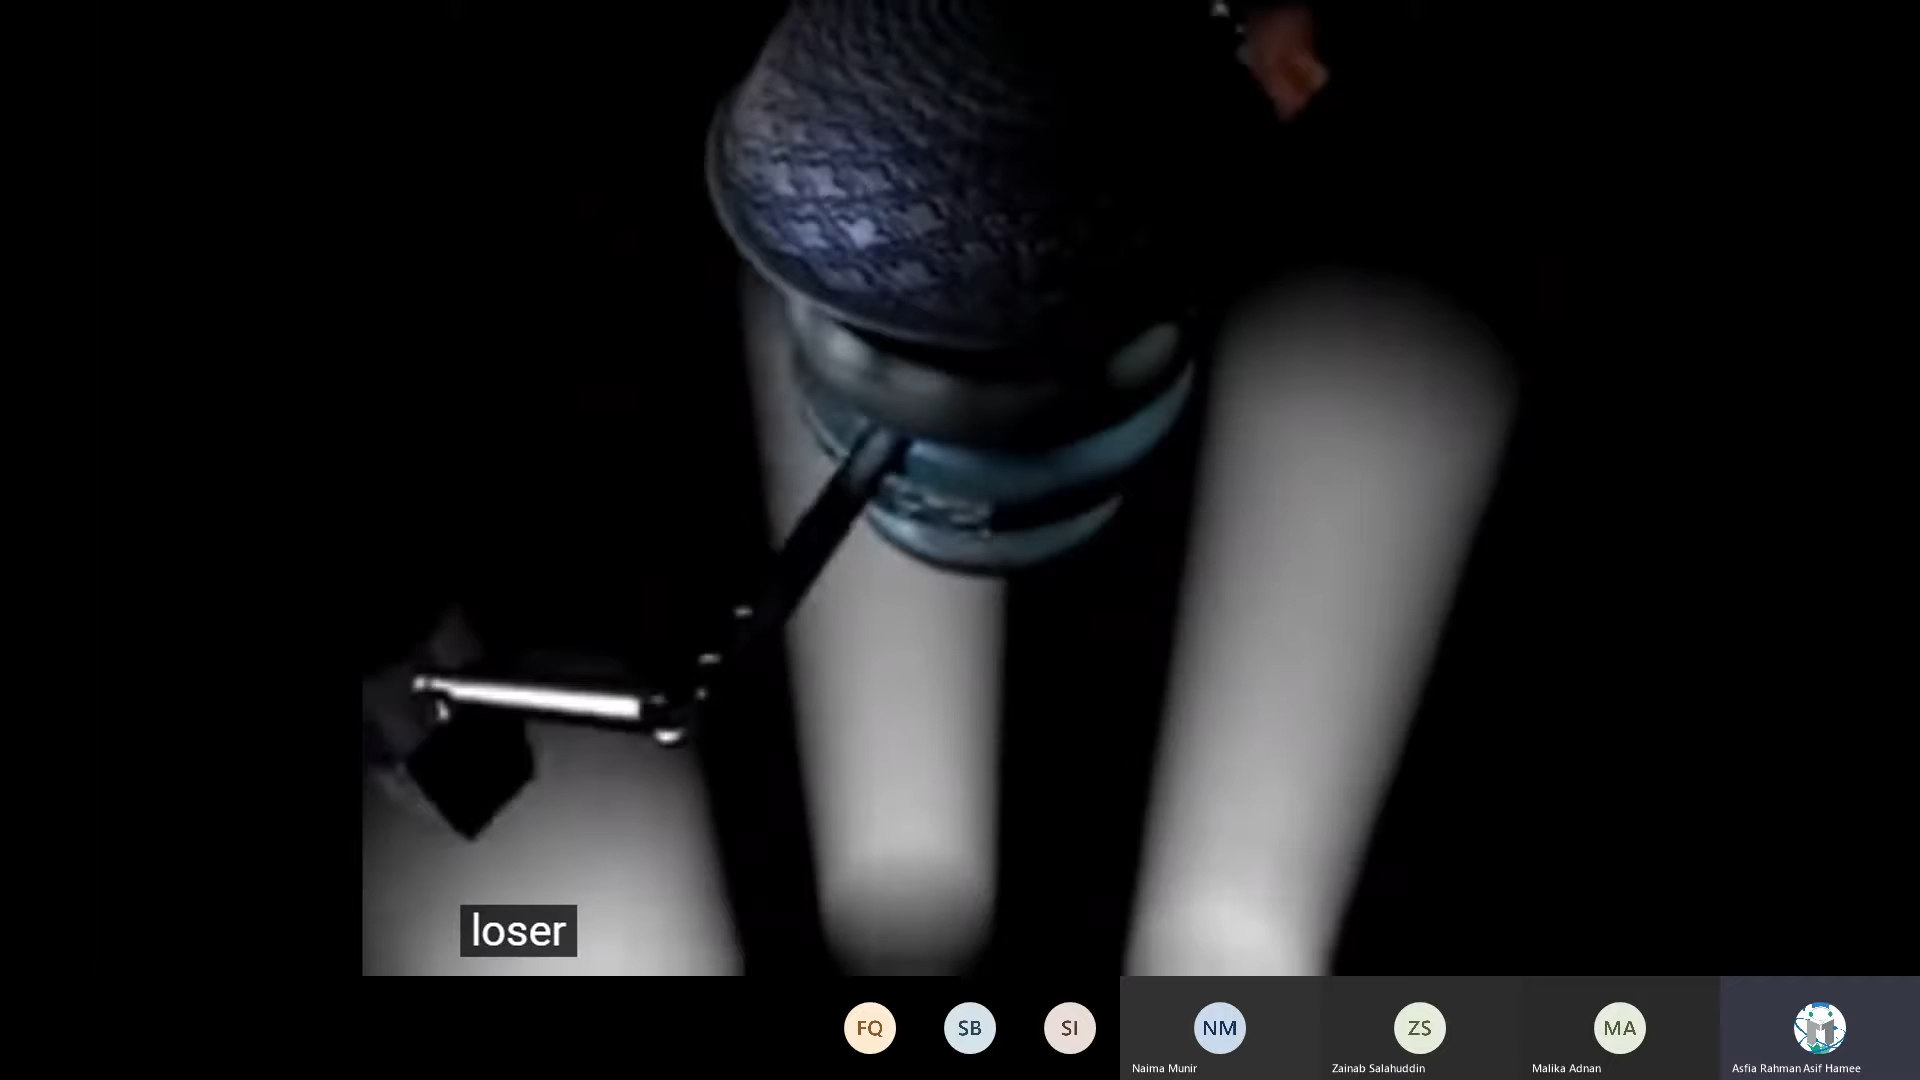 loser
FQ
SB
SI
NM
ZS
MA
Naima Munir
Zainab Salahuddin
Malika Adnan
Asfia Rahman Asif Hamee